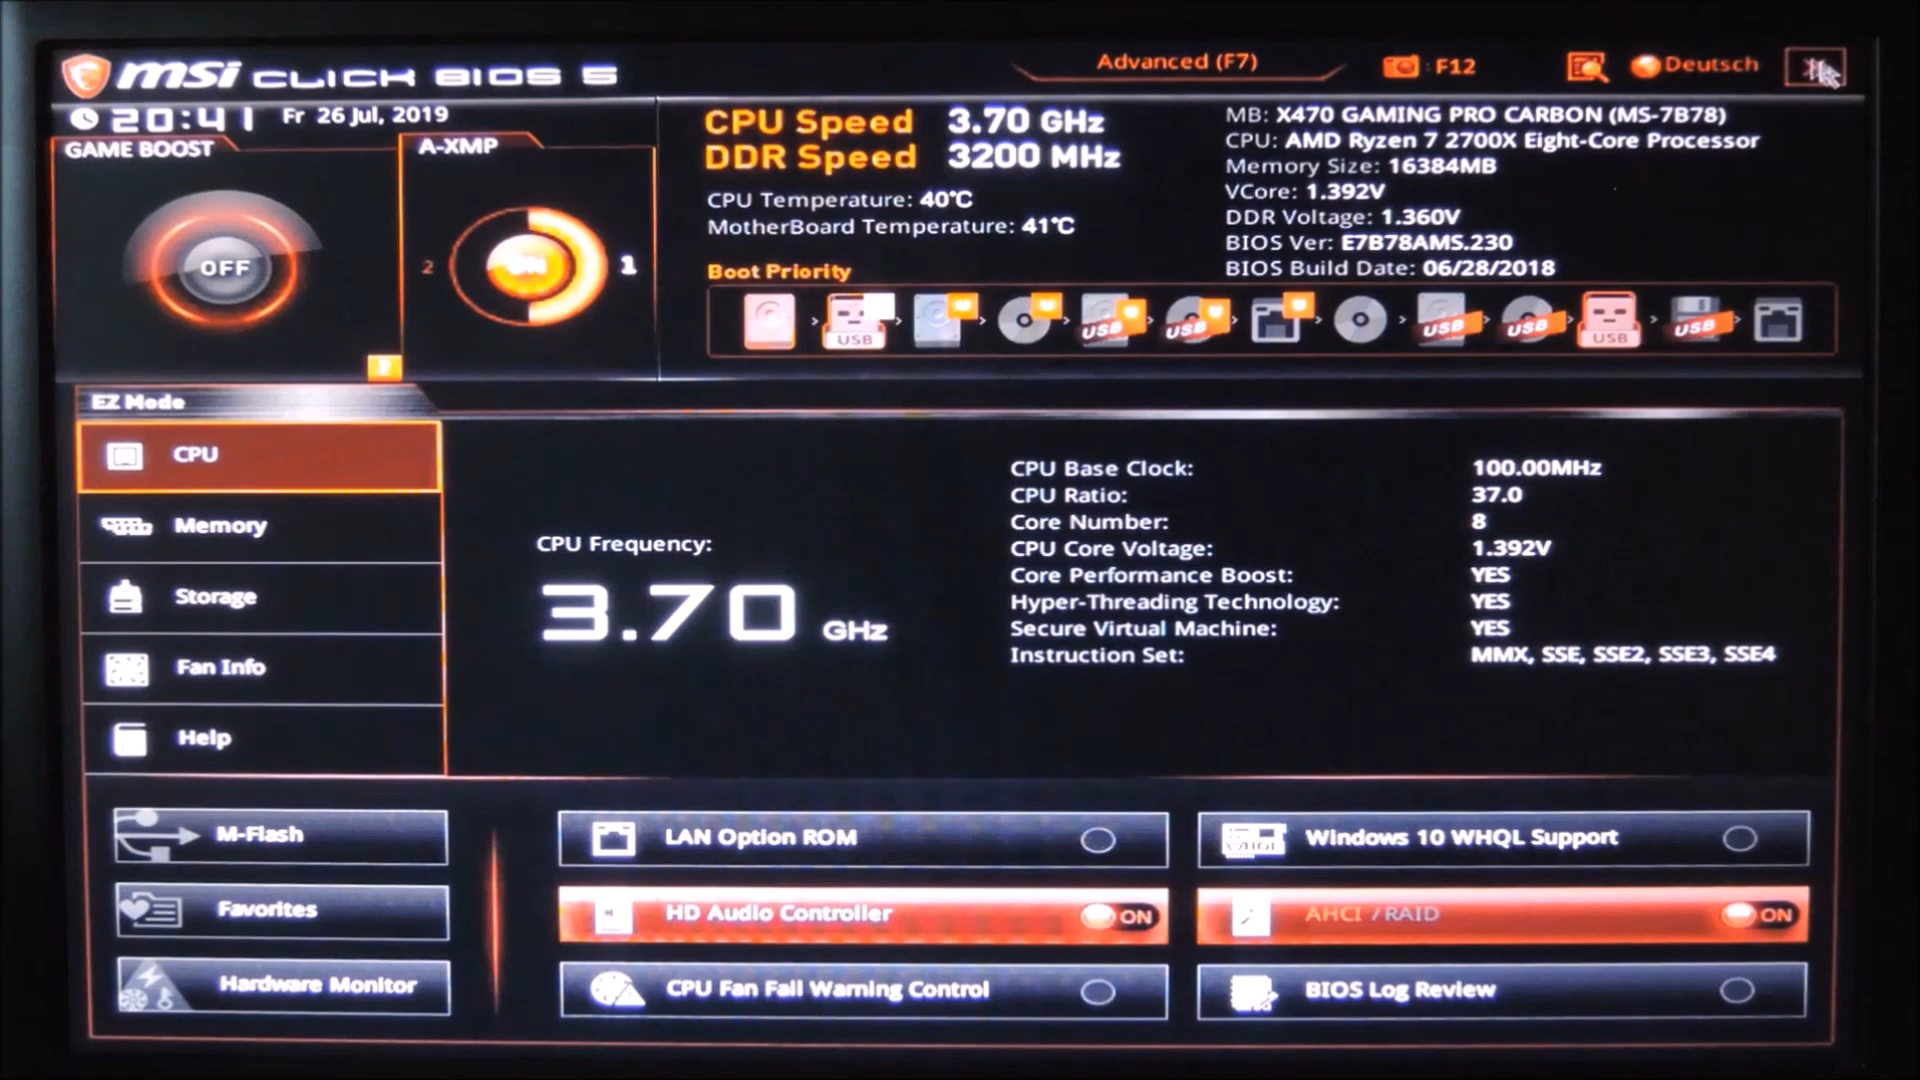 msi CLICK BIOS 5
Advanced (F7)
: F12
Deutsch
20:41
Fr 26 Jul, 2019
GAME BOOST
OFF
A-XMP
2
ON
1
CPU Speed 3.70 GHz
DDR Speed 3200 MHz
CPU Temperature: 40°C
MotherBoard Temperature: 41°C
MB: X470 GAMING PRO CARBON (MS-7B78)
CPU: AMD Ryzen 7 2700X Eight-Core Processor
Memory Size: 16384MB
VCore: 1.392V
DDR Voltage: 1.360V
BIOS Ver: E7B78AMS.230
BIOS Build Date: 06/28/2018
Boot Priority
USB
USB
USB
USB
USB
USB
USB
?
EZ Mode
CPU
Memory
Storage
Fan Info
Help
CPU Frequency:
3.70 GHz
CPU Base Clock: 100.00MHz
CPU Ratio: 37.0
Core Number: 8
CPU Core Voltage: 1.392V
Core Performance Boost: YES
Hyper-Threading Technology: YES
Secure Virtual Machine: YES
Instruction Set: MMX, SSE, SSE2, SSE3, SSE4
M-Flash
Favorites
Hardware Monitor
LAN Option ROM
HD Audio Controller ON
CPU Fan Fail Warning Control
Windows 10 WHQL Support
AHCI /RAID ON
BIOS Log Review